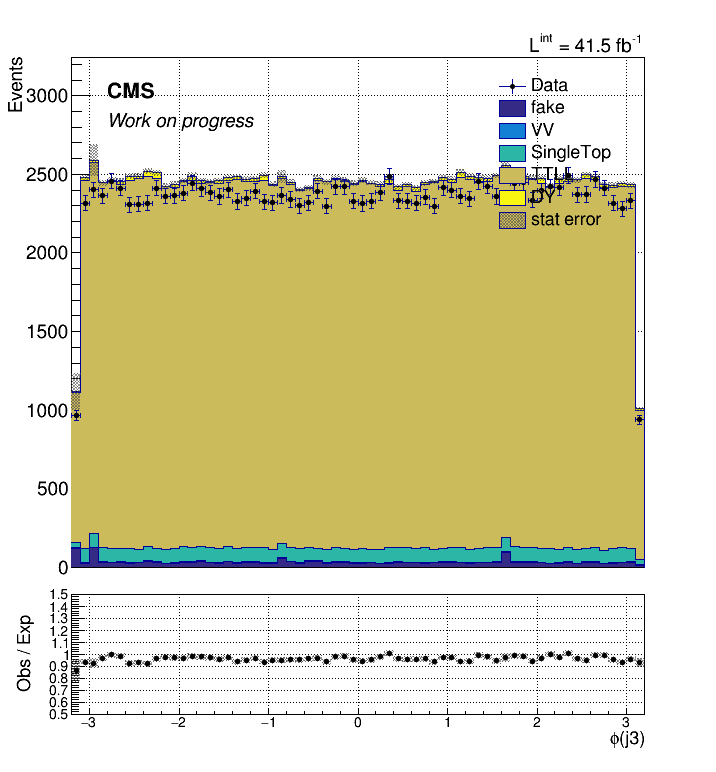 L^int = 41.5 fb^-1
Events
CMS
Work on progress
Data
fake
VV
SingleTop
TTLL
DY
stat error
3000
2500
2000
1500
1000
500
0
Obs / Exp
1.5
1.4
1.3
1.2
1.1
1
0.9
0.8
0.7
0.6
0.5
−3 −2 −1 0 1 2 3
ϕ(j3)